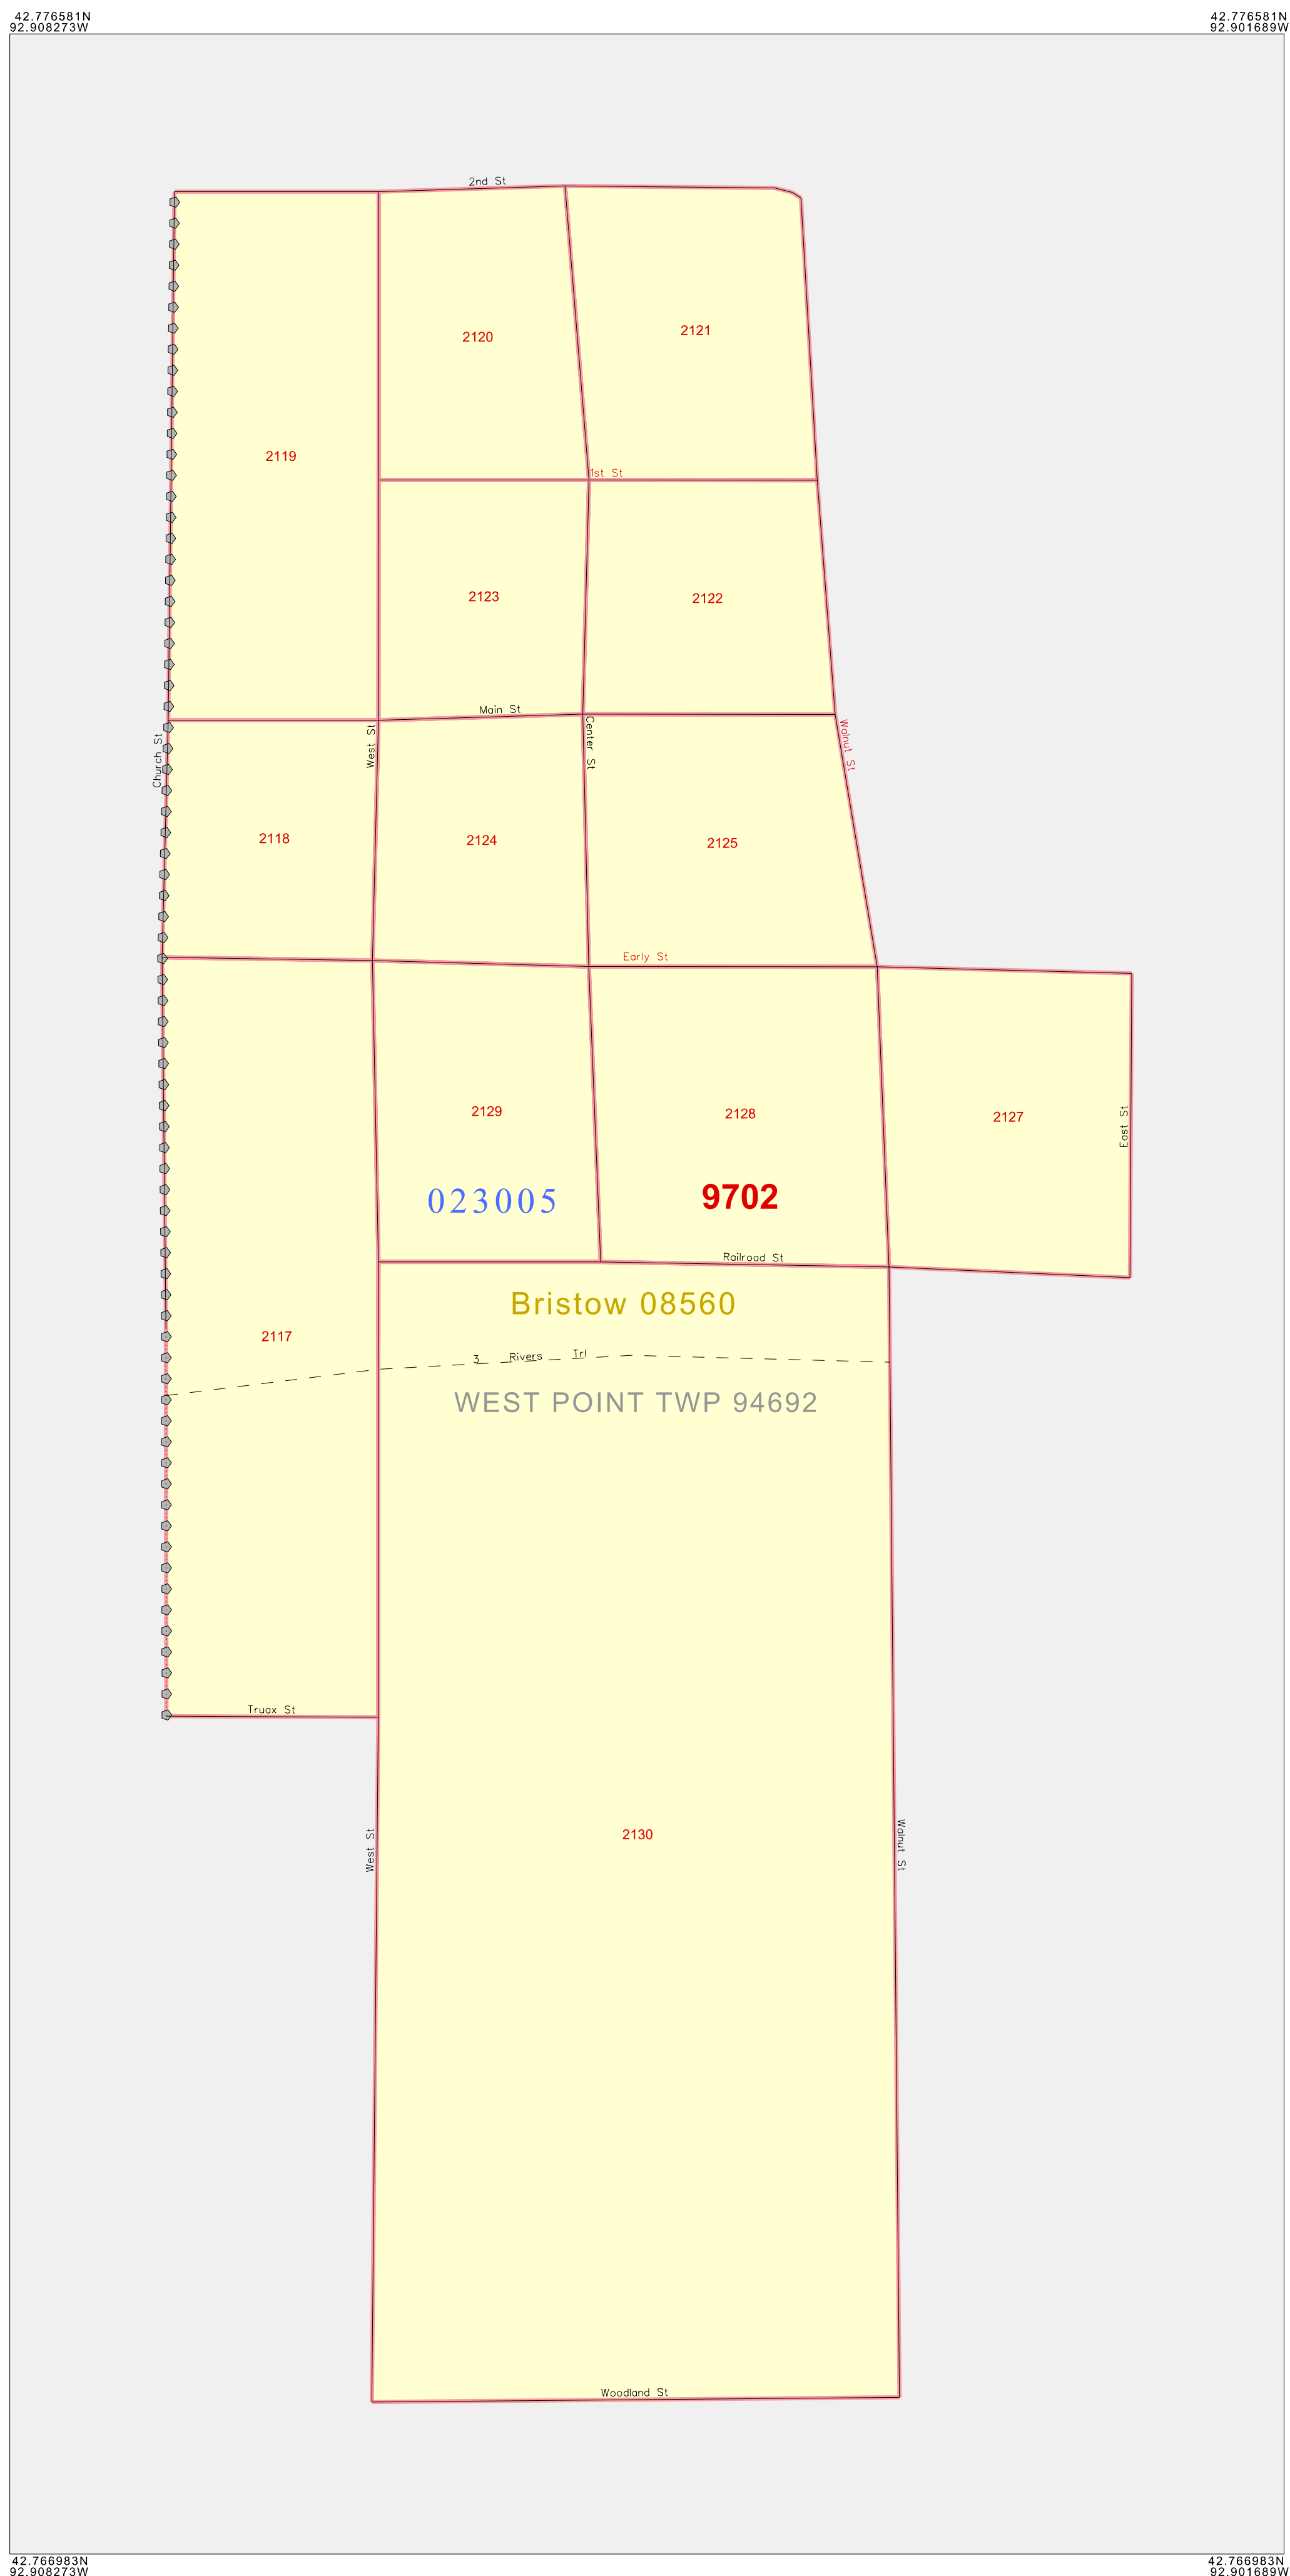 42.776581N
92.908273W
42.776581N
92.901689W
2nd St
2120
2121
2119
1st St
2123
2122
Main St
Church St
West St
Center St
Walnut St
2118
2124
2125
Early St
2129
2128
2127
East St
023005
9702
Railroad St
Bristow 08560
2117
3 Rivers Trl
WEST POINT TWP 94692
Truax St
West St
2130
Walnut St
Woodland St
42.766983N
92.908273W
42.766983N
92.901689W